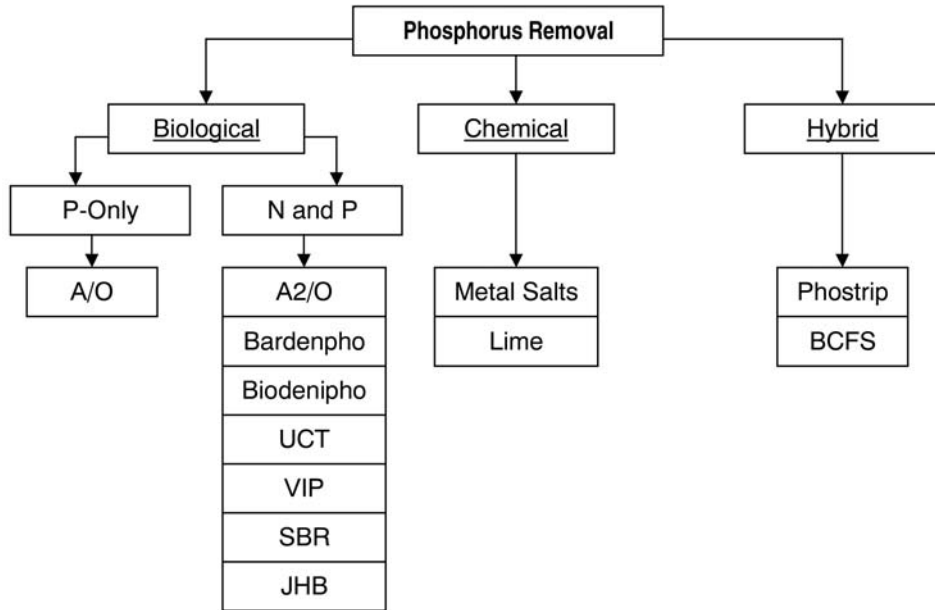 Phosphorus Removal
Biological
Chemical
Hybrid
P-Only
N and P
A/O
A2/O
Bardenpho
Biodenipho
UCT
VIP
SBR
JHB
Metal Salts
Lime
Phostrip
BCFS